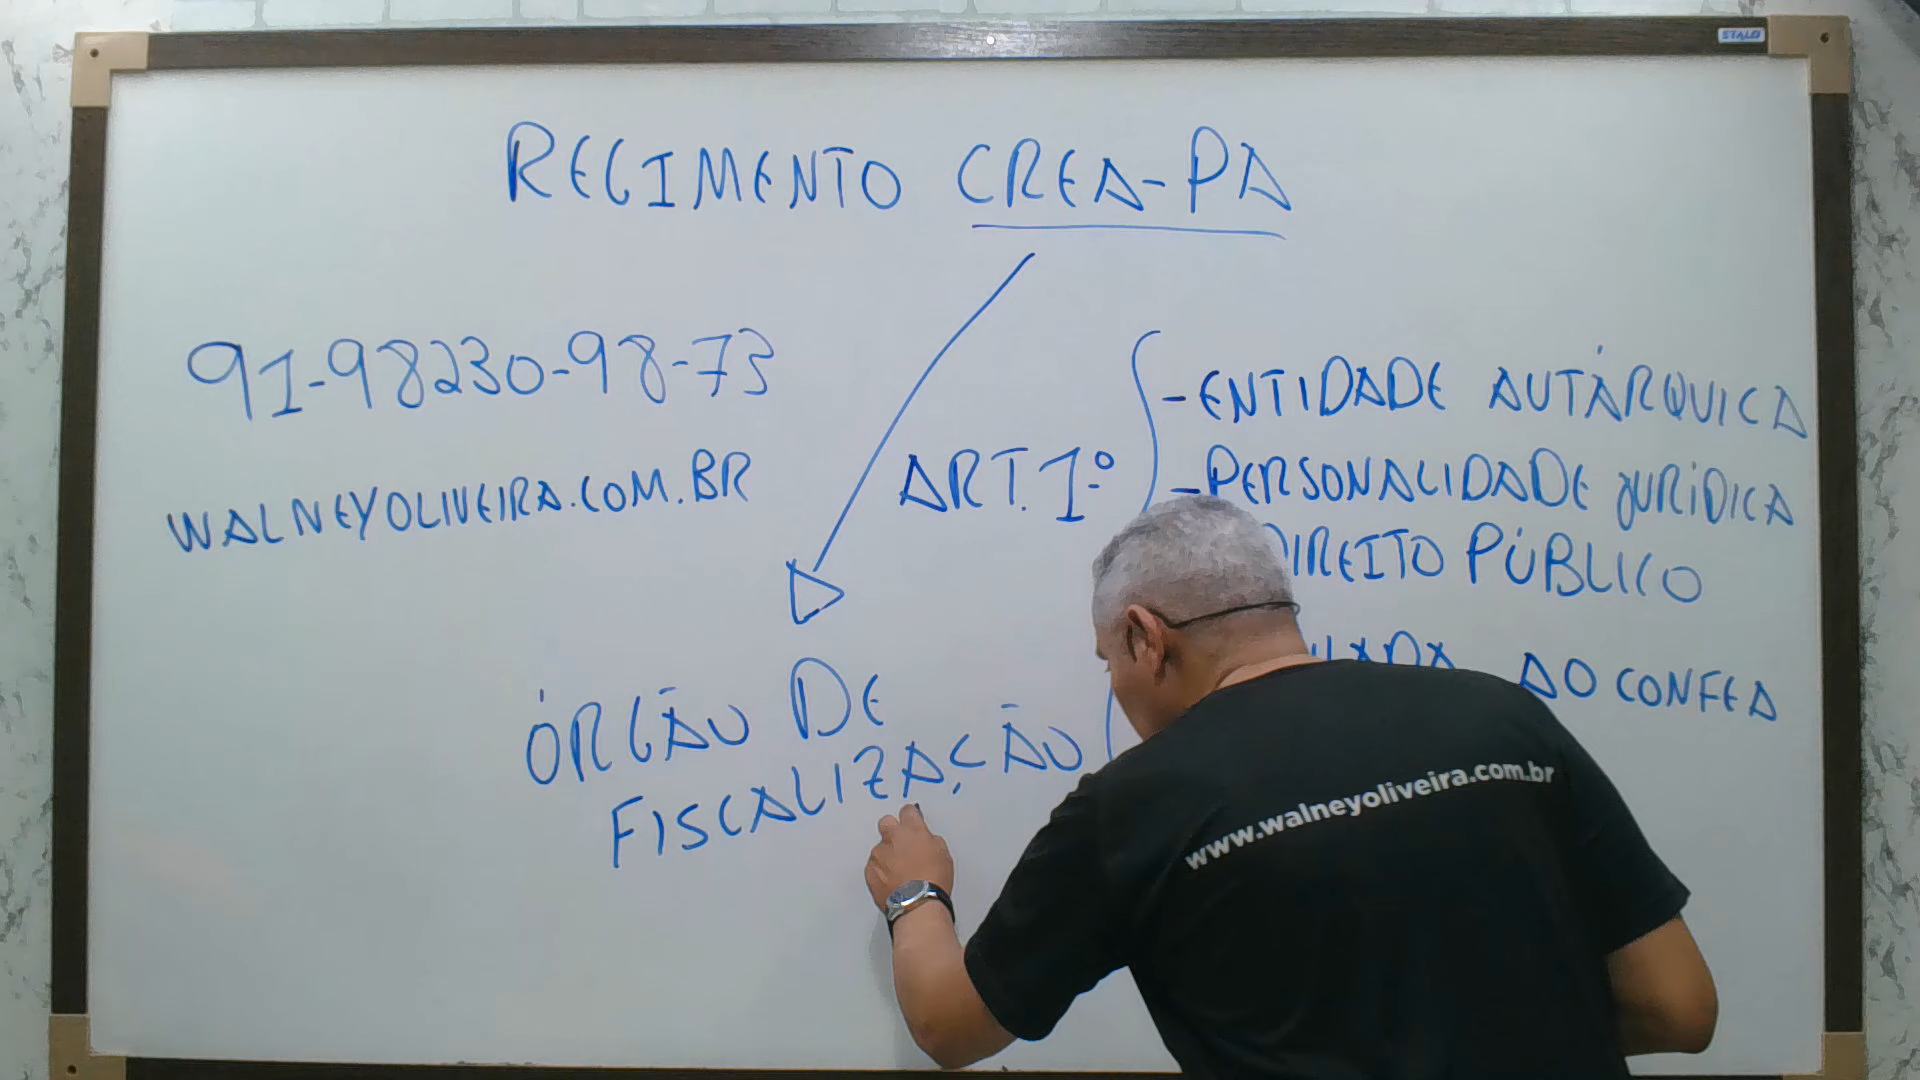 STALO
REGIMENTO CREA-PA
91-98230-98-73
WALNEYOLIVEIRA.COM.BR
ART. 1º
- ENTIDADE AUTÁRQUICA
- PERSONALIDADE JURÍDICA
DIREITO PÚBLICO
AO CONFEA
ÓRGÃO DE
FISCALIZAÇÃO
www.walneyoliveira.com.br